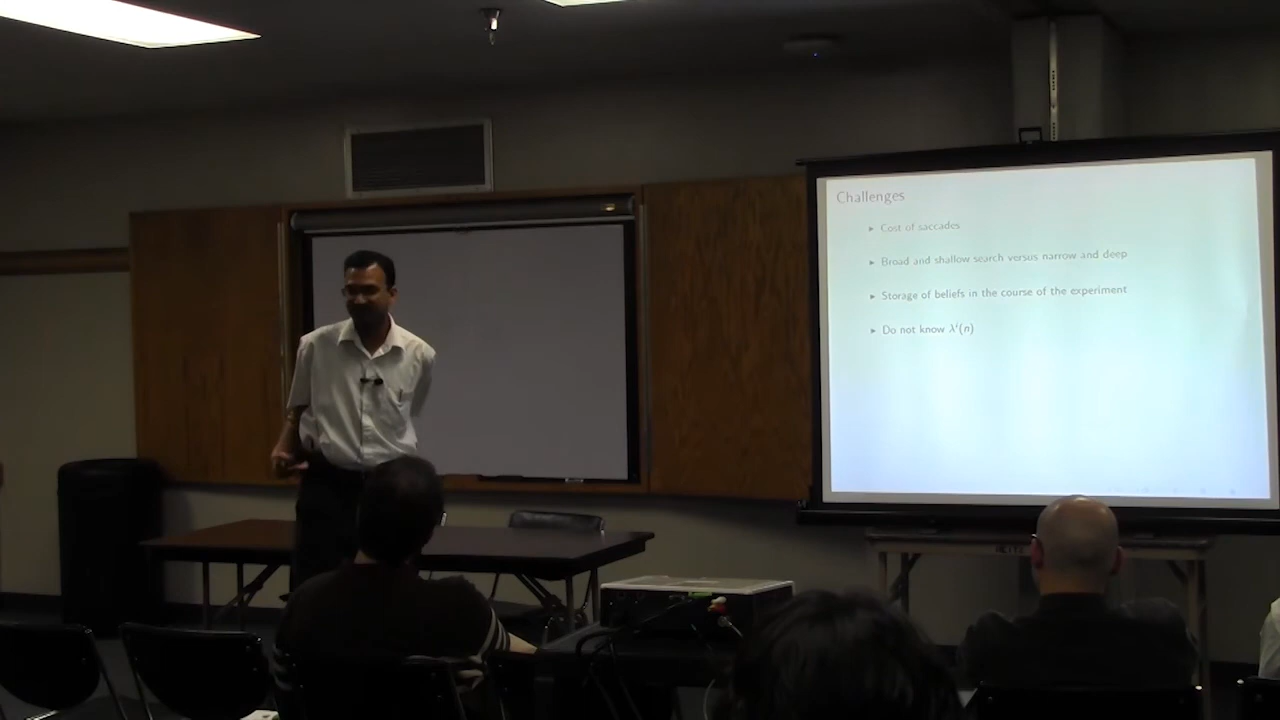 Challenges
▸ Cost of saccades
▸ Broad and shallow search versus narrow and deep
▸ Storage of beliefs in the course of the experiment
▸ Do not know λ^i(n)